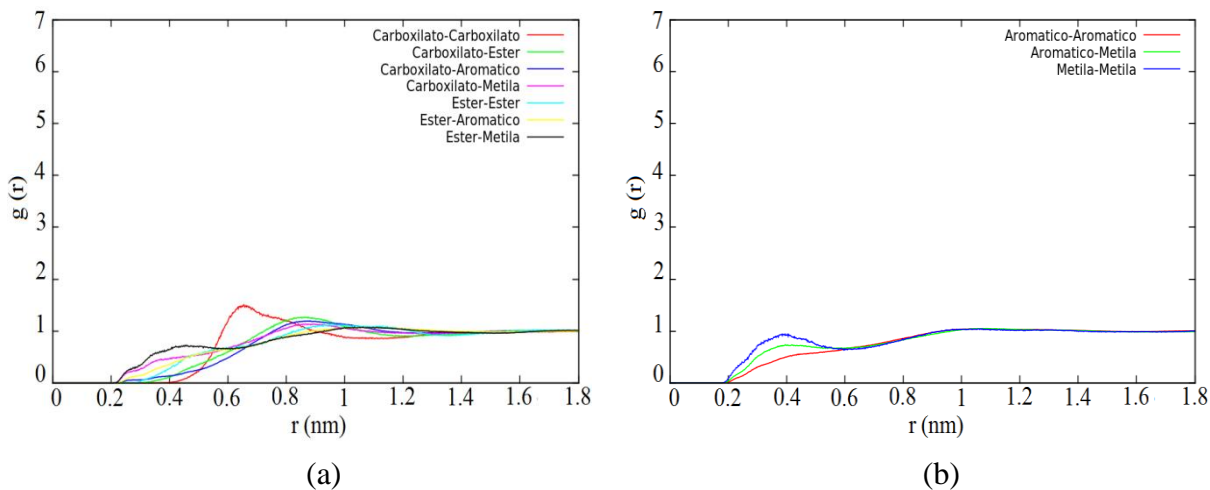 7
6
5
4
3
2
1
0
g (r)
Carboxilato-Carboxilato
Carboxilato-Ester
Carboxilato-Aromatico
Carboxilato-Metila
Ester-Ester
Ester-Aromatico
Ester-Metila
0 0.2 0.4 0.6 0.8 1 1.2 1.4 1.6 1.8
r (nm)
(a)
7
6
5
4
3
2
1
0
g (r)
Aromatico-Aromatico
Aromatico-Metila
Metila-Metila
0 0.2 0.4 0.6 0.8 1 1.2 1.4 1.6 1.8
r (nm)
(b)